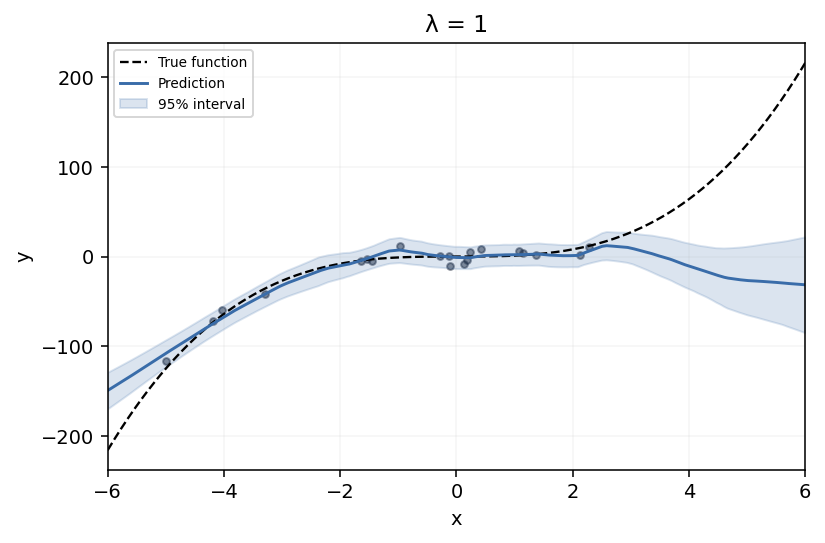 λ = 1
True function
Prediction
95% interval
200
100
0
−100
−200
y
−6
−4
−2
0
2
4
6
x